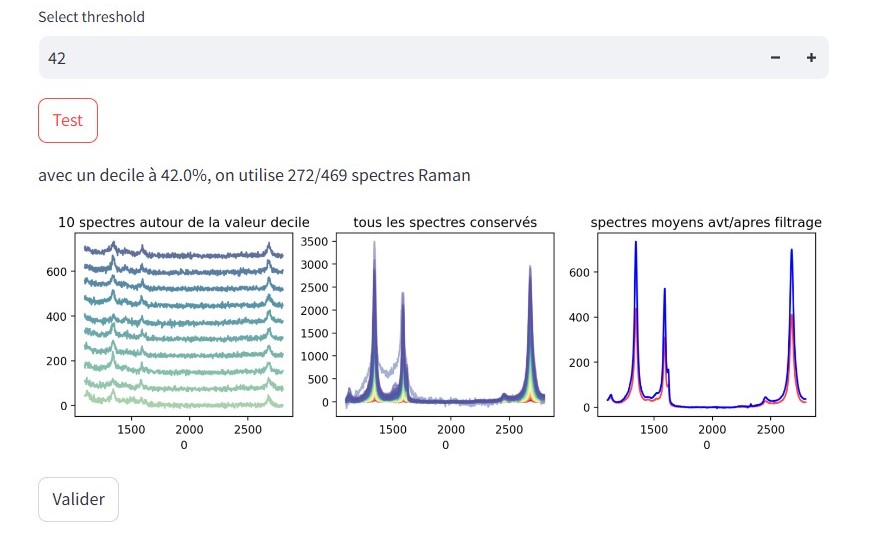 Select threshold
42
− +
Test
avec un decile à 42.0%, on utilise 272/469 spectres Raman
10 spectres autour de la valeur decile
600
400
200
0
1500 2000 2500
0
tous les spectres conservés
3500
3000
2500
2000
1500
1000
500
0
1500 2000 2500
0
spectres moyens avt/apres filtrage
600
400
200
0
1500 2000 2500
0
Valider